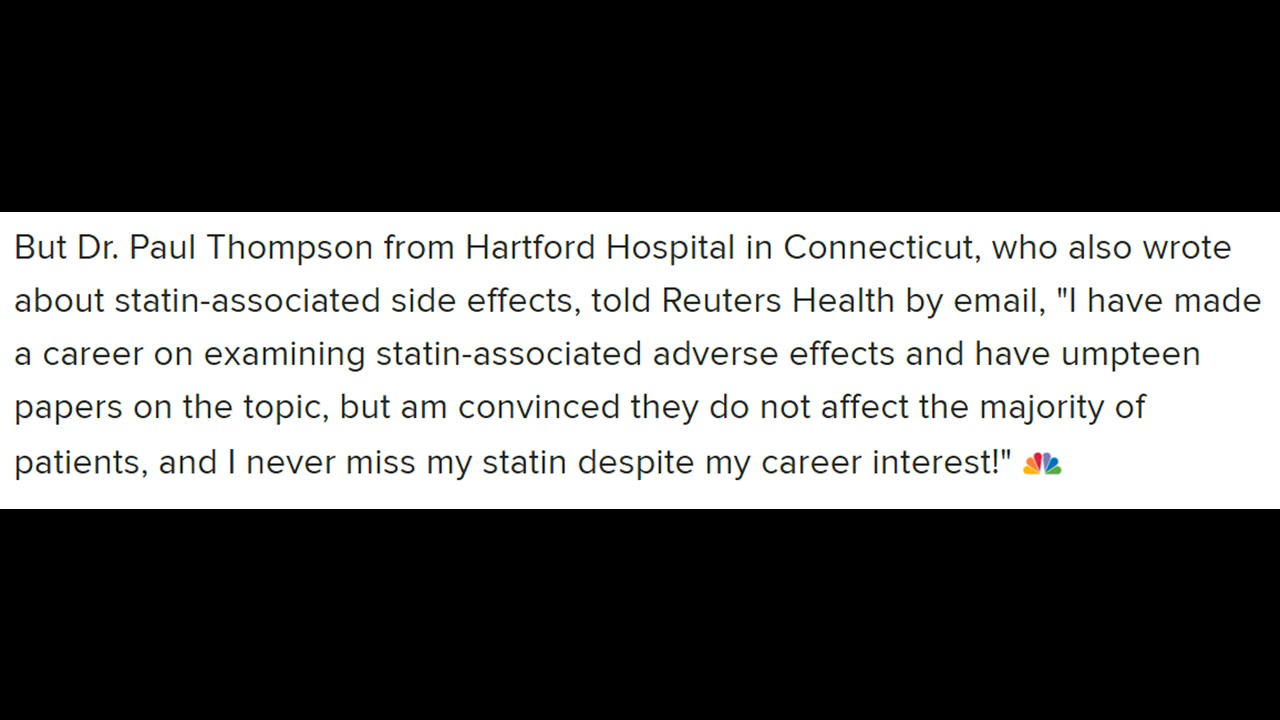 But Dr. Paul Thompson from Hartford Hospital in Connecticut, who also wrote
about statin-associated side effects, told Reuters Health by email, "I have made
a career on examining statin-associated adverse effects and have umpteen
papers on the topic, but am convinced they do not affect the majority of
patients, and I never miss my statin despite my career interest!"